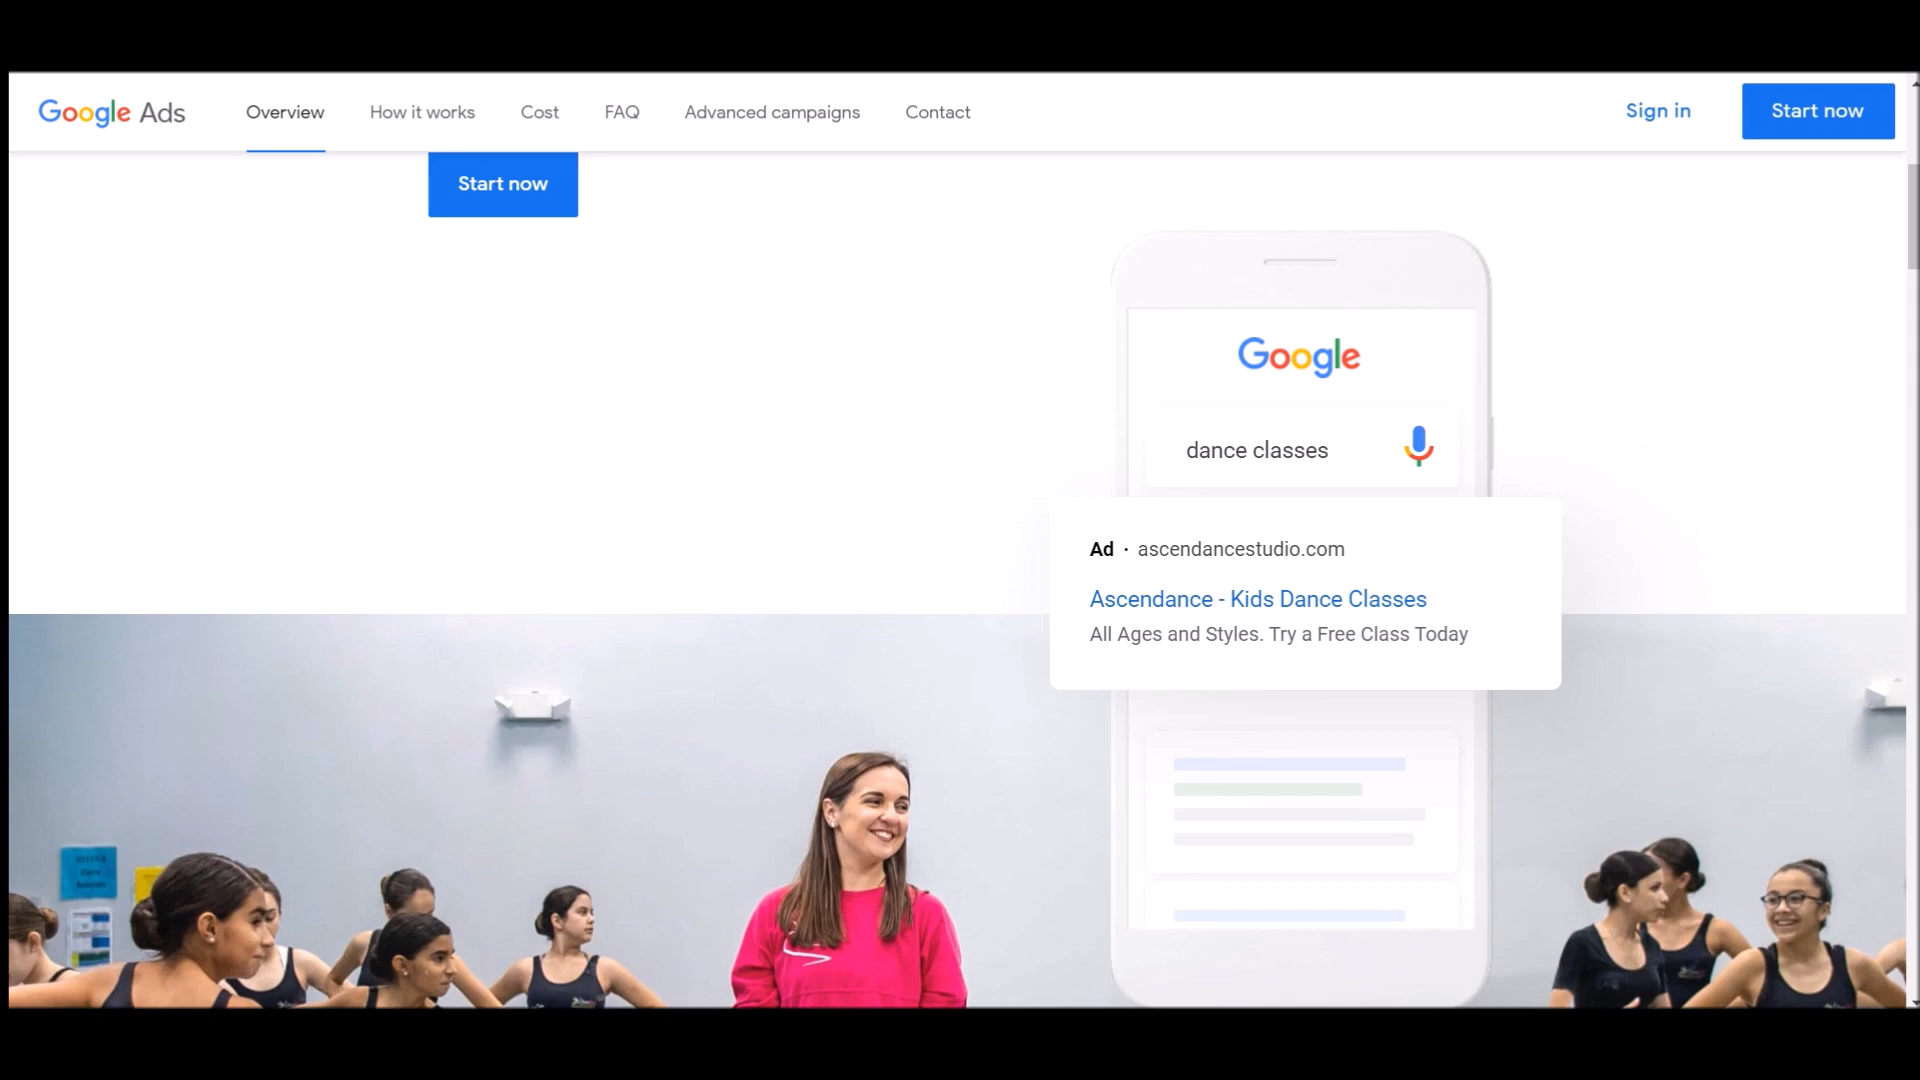 Google Ads
Overview
How it works
Cost
FAQ
Advanced campaigns
Contact
Sign in
Start now
Start now
Google
dance classes
Ad · ascendancestudio.com
Ascendance - Kids Dance Classes
All Ages and Styles. Try a Free Class Today